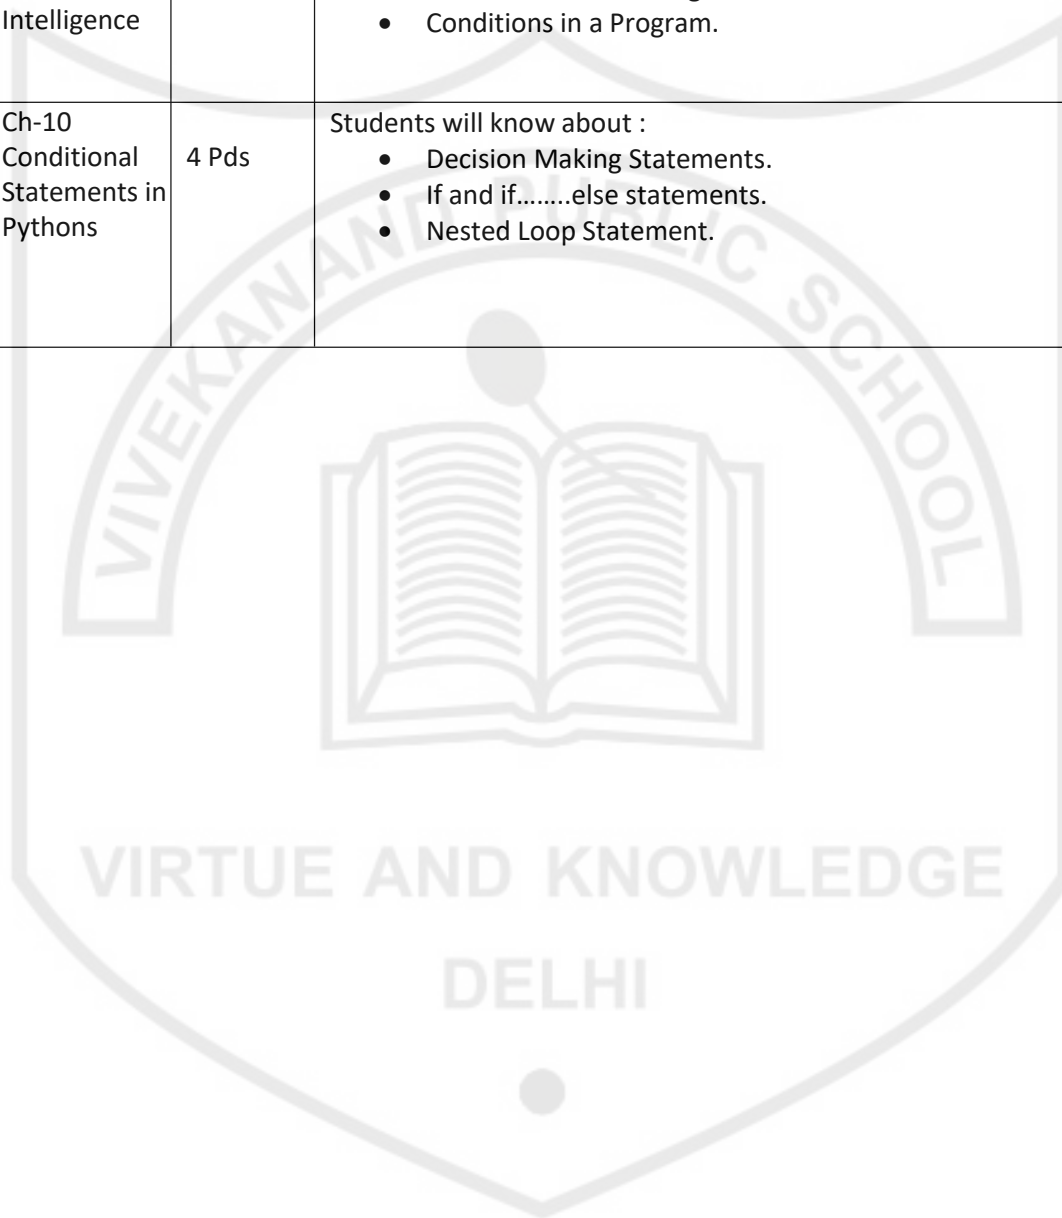 Intelligence
• Conditions in a Program.
Ch-10
Conditional
Statements in
Pythons
4 Pds
Students will know about :
• Decision Making Statements.
• If and if……..else statements.
• Nested Loop Statement.
VIVEKANAND PUBLIC SCHOOL
VIRTUE AND KNOWLEDGE
DELHI